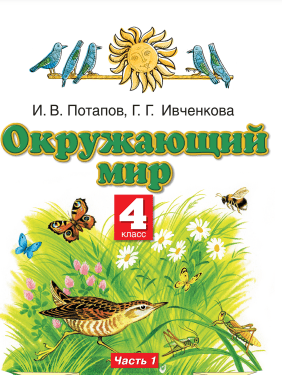 И. В. Потапов, Г. Г. Ивченкова
Окружающий
мир
4
класс
Часть 1